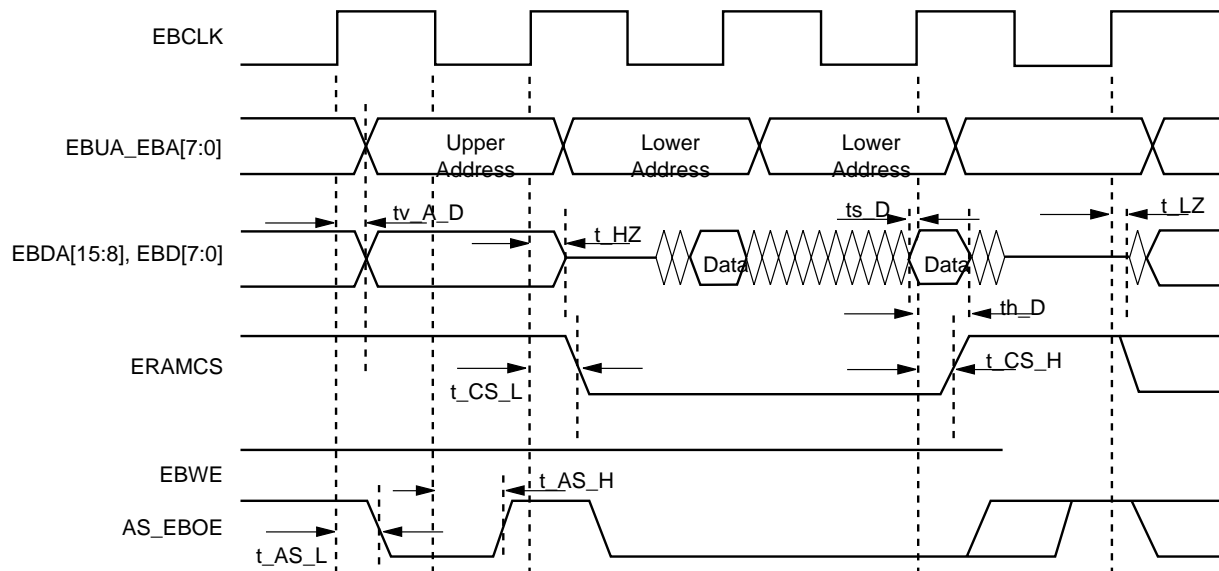 EBCLK
EBUA_EBA[7:0]
Upper
Address
Lower
Address
Lower
Address
tv_A_D
ts_D
t_LZ
t_HZ
EBDA[15:8], EBD[7:0]
Data
Data
th_D
ERAMCS
t_CS_H
t_CS_L
EBWE
t_AS_H
AS_EBOE
t_AS_L